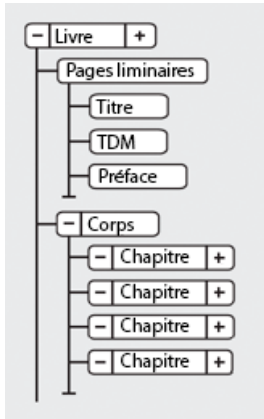 − Livre +
Pages liminaires
Titre
TDM
Préface
− Corps
− Chapitre +
− Chapitre +
− Chapitre +
− Chapitre +